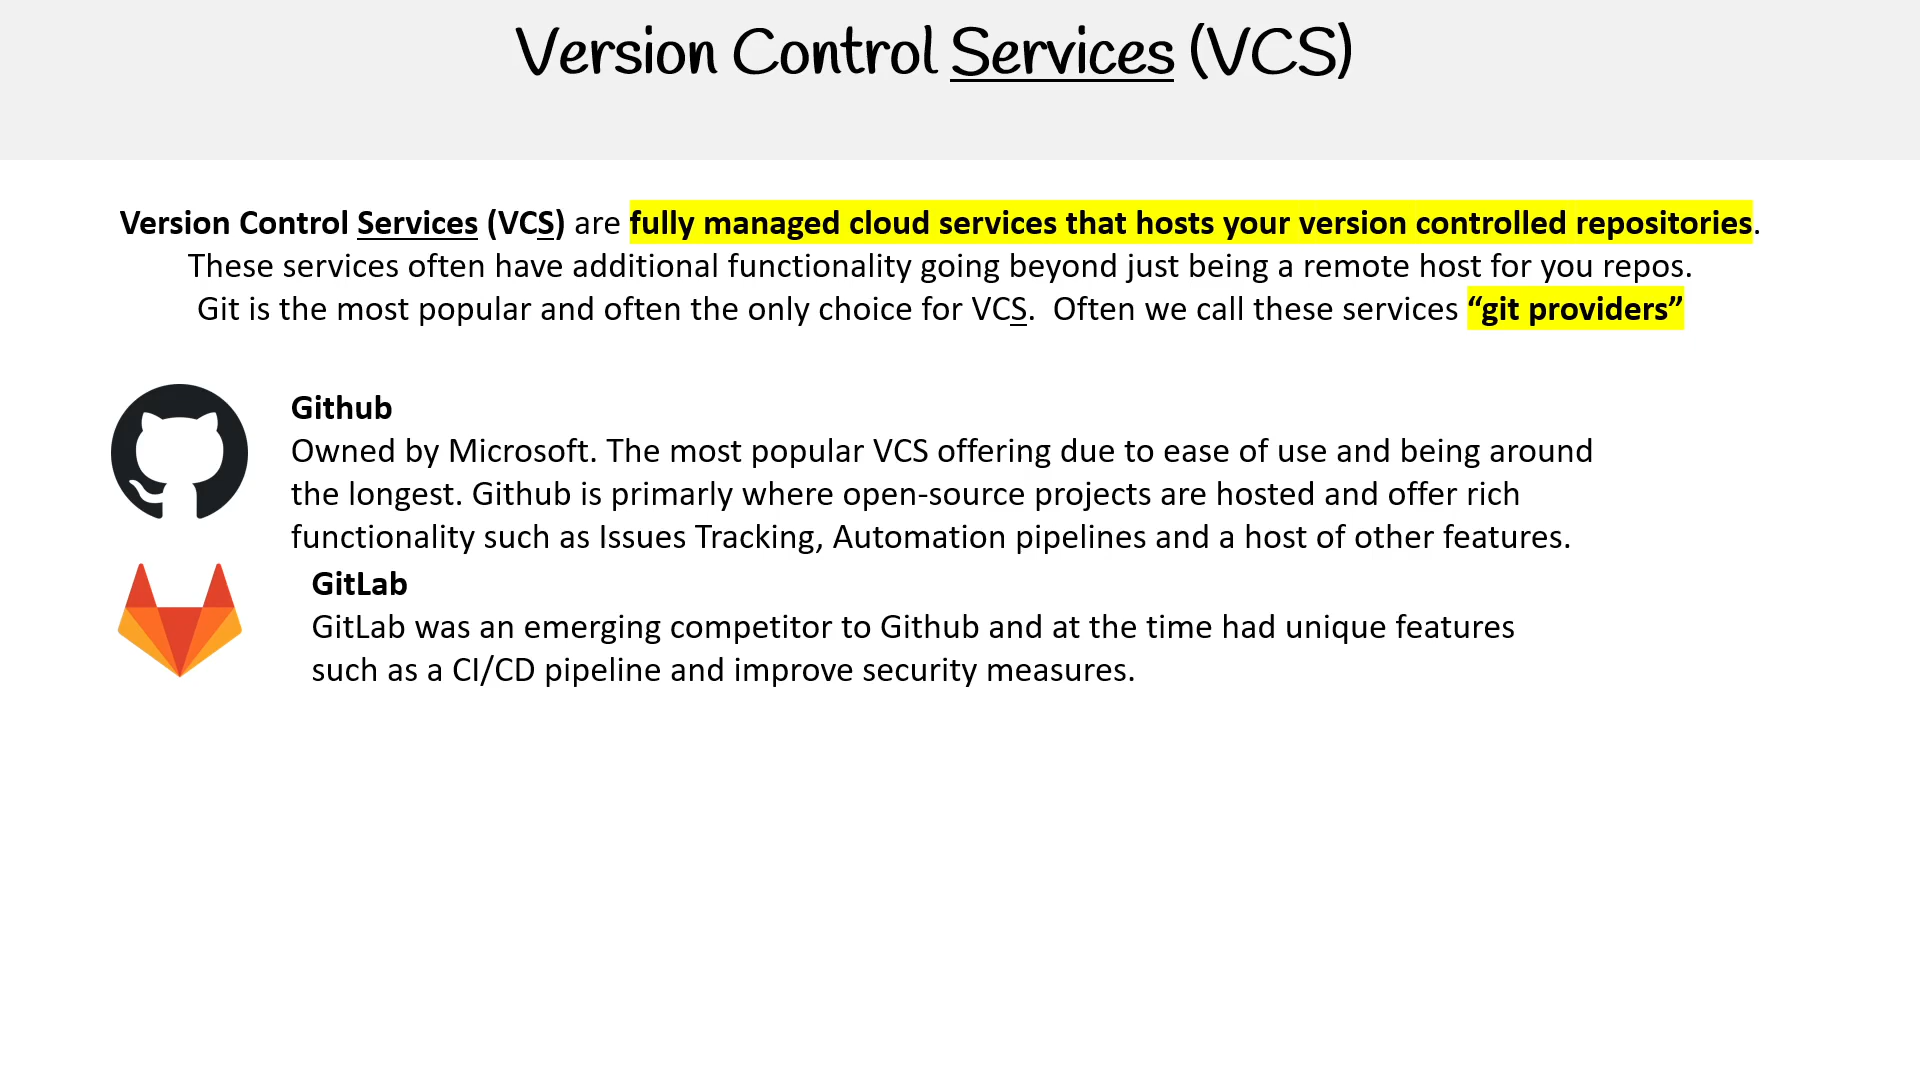 Version Control Services (VCS)
Version Control Services (VCS) are fully managed cloud services that hosts your version controlled repositories.
These services often have additional functionality going beyond just being a remote host for you repos.
Git is the most popular and often the only choice for VCS.  Often we call these services “git providers”
Github
Owned by Microsoft. The most popular VCS offering due to ease of use and being around
the longest. Github is primarly where open-source projects are hosted and offer rich
functionality such as Issues Tracking, Automation pipelines and a host of other features.
GitLab
GitLab was an emerging competitor to Github and at the time had unique features
such as a CI/CD pipeline and improve security measures.